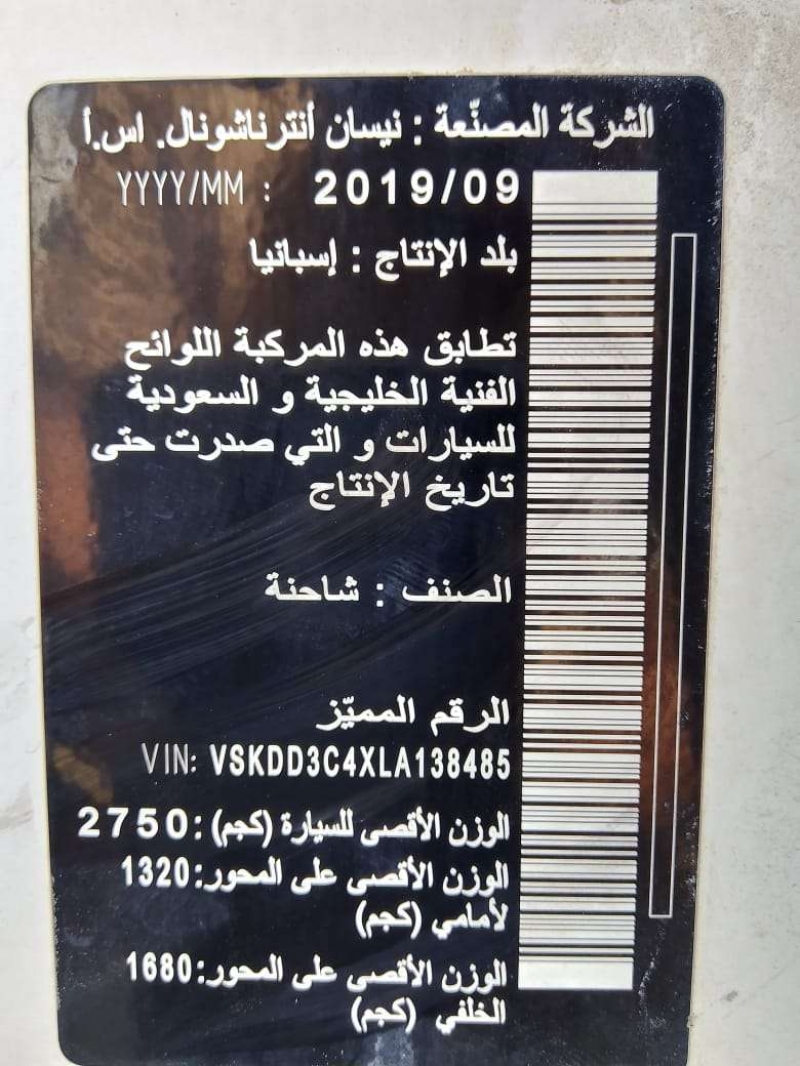 الشركة المصنّعة : نيسان أنترناشونال. اس.أ
YYYY/MM : 2019/09
بلد الإنتاج : إسبانيا
تطابق هذه المركبة اللوائح
الفنية الخليجية و السعودية
للسيارات و التي صدرت حتى
تاريخ الإنتاج
الصنف : شاحنة
الرقم المميّز
VIN: VSKDD3C4XLA138485
الوزن الأقصى للسيارة (كجم):2750
الوزن الأقصى على المحور:1320
لأمامي (كجم)
الوزن الأقصى على المحور:1680
الخلفي (كجم)